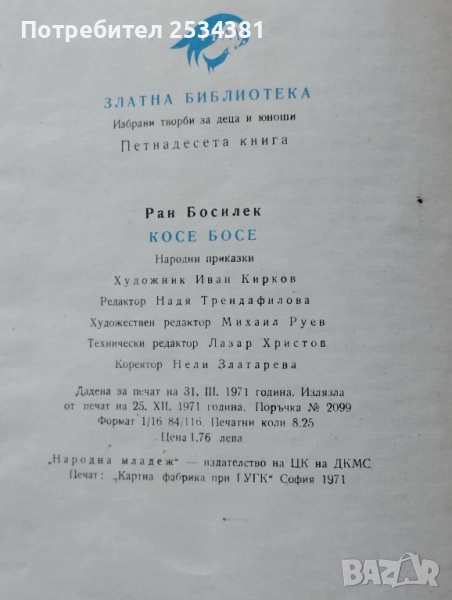 Потребител 2534381
ЗЛАТНА БИБЛИОТЕКА
Избрани творби за деца и юноши
Петнадесета книга
Ран Босилек
КОСЕ БОСЕ
Народни приказки
Художник Иван Кирков
Редактор Надя Трендафилова
Художествен редактор Михаил Руев
Технически редактор Лазар Христов
Коректор Нели Златарева
Дадена за печат на 31. III. 1971 година. Излязла
от печат на 25. XII. 1971 година. Поръчка № 2099
Формат 1/16 84/116. Печатни коли 8.25
Цена 1,76 лева
„Народна младеж“ — издателство на ЦК на ДКМС
Печат: „Картна фабрика при ГУГК“ София 1971
BAZAR